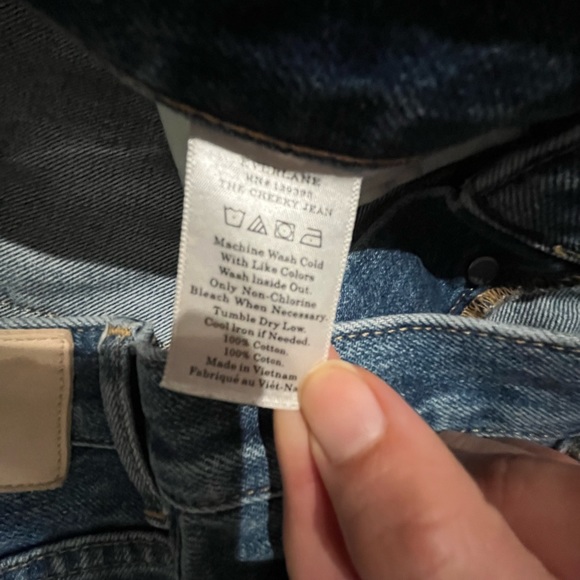 EVERLANE
THE CHEEKY JEAN
Machine Wash Cold
With Like Colors
Wash Inside Out.
Only Non-Chlorine
Bleach When Necessary.
Tumble Dry Low.
Cool Iron if Needed.
100% Cotton.
100% Coton.
Made in Vietnam
Fabriqué au Viêt-Na